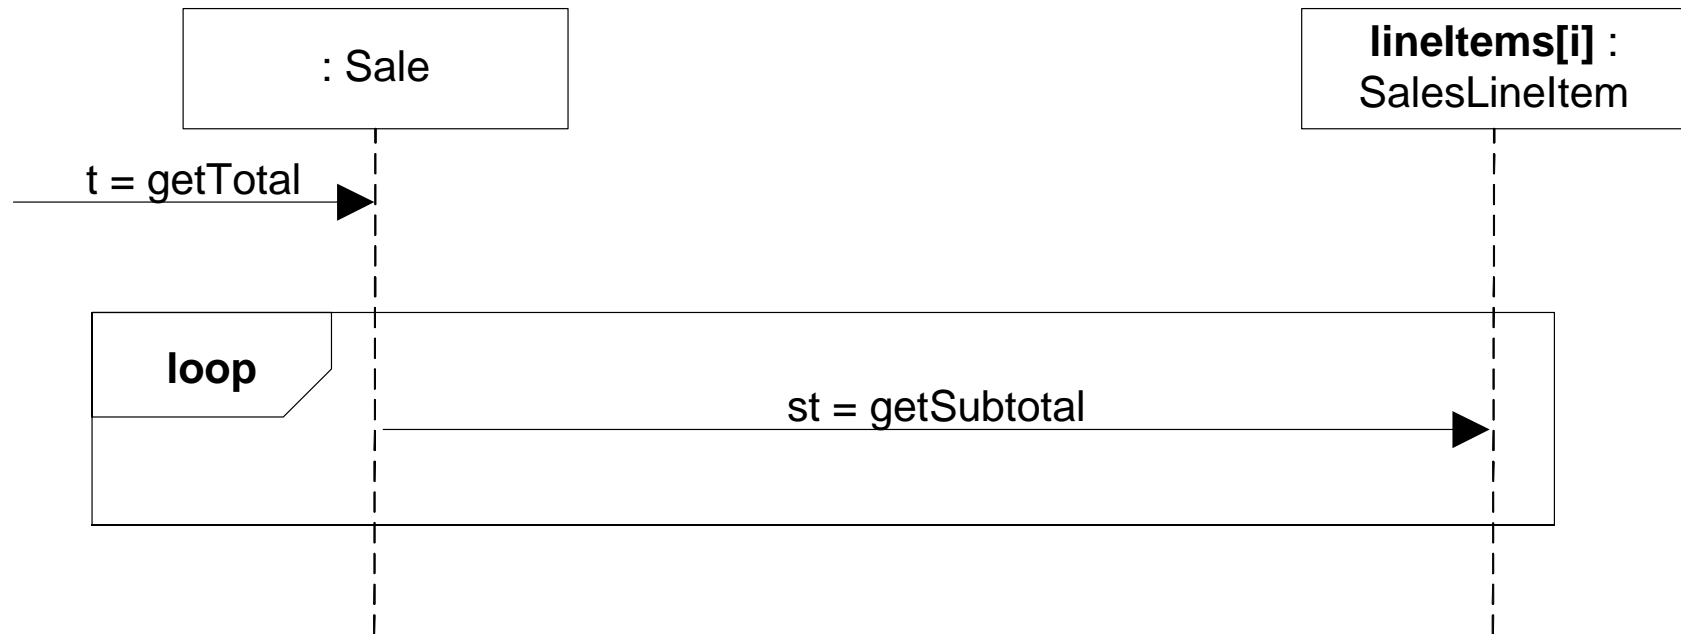 : Sale
lineItems[i] :
SalesLineItem
t = getTotal
loop
st = getSubtotal